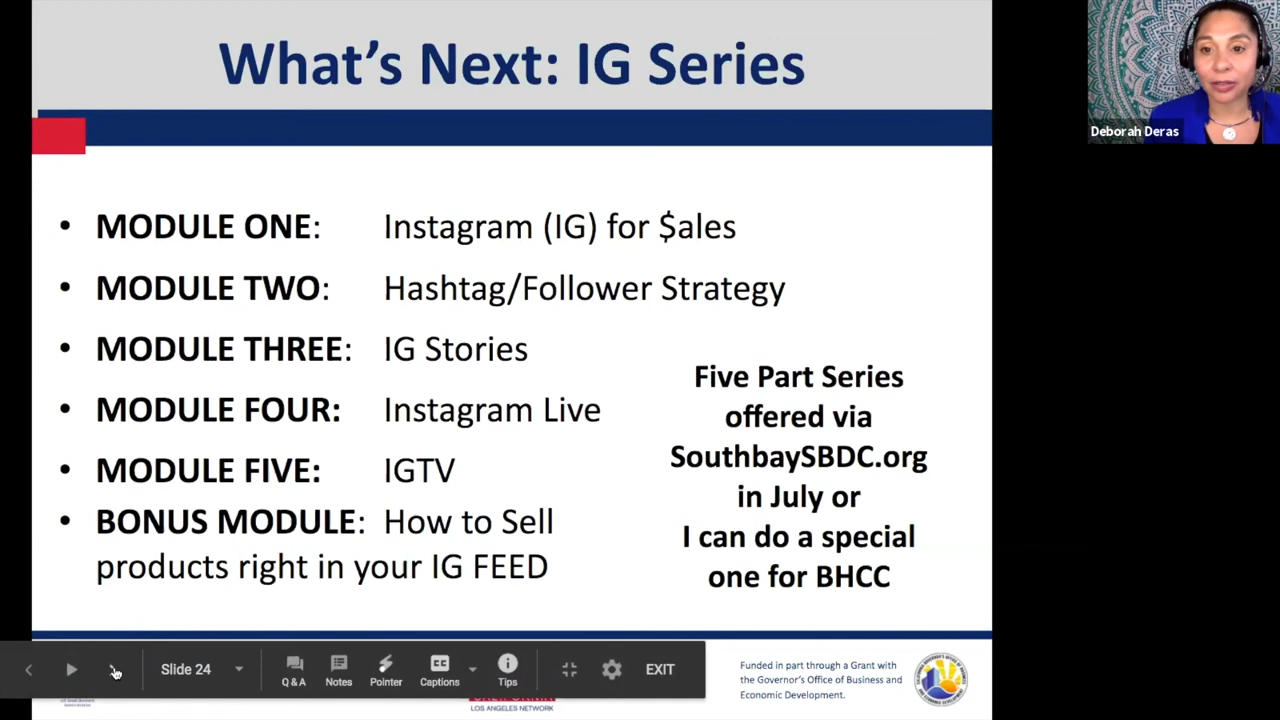 What's Next: IG Series
Deborah Deras
• MODULE ONE: Instagram (IG) for $ales
• MODULE TWO: Hashtag/Follower Strategy
• MODULE THREE: IG Stories
• MODULE FOUR: Instagram Live
• MODULE FIVE: IGTV
• BONUS MODULE: How to Sell
products right in your IG FEED
Five Part Series
offered via
SouthbaySBDC.org
in July or
I can do a special
one for BHCC
Slide 24
Q & A
Notes
Pointer
CC
Captions
Tips
EXIT
LOS ANGELES NETWORK
Funded in part through a Grant with
the Governor's Office of Business and
Economic Development.